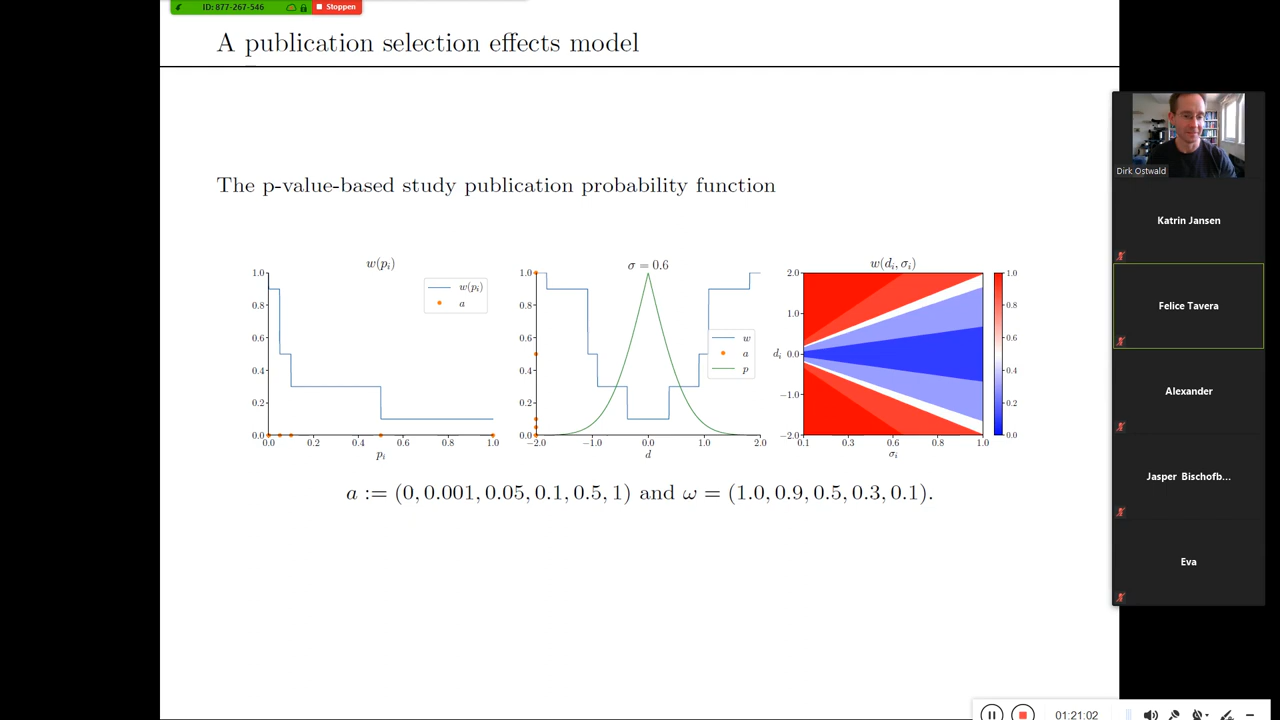 ID: 877-267-546 Stoppen
A publication selection effects model
The p-value-based study publication probability function
w(pᵢ)
1.0
0.8
0.6
0.4
0.2
0.0
0.0 0.2 0.4 0.6 0.8 1.0
pᵢ
w(pᵢ)
a
σ = 0.6
1.0
0.8
0.6
0.4
0.2
0.0
−2.0 −1.0 0.0 1.0 2.0
d
w
a
p
w(dᵢ, σᵢ)
2.0
1.0
dᵢ 0.0
−1.0
−2.0
0.1 0.3 0.6 0.8 1.0
σᵢ
1.0
0.8
0.6
0.4
0.2
0.0
a := (0, 0.001, 0.05, 0.1, 0.5, 1) and ω = (1.0, 0.9, 0.5, 0.3, 0.1).
Dirk Ostwald
Katrin Jansen
Felice Tavera
Alexander
Jasper Bischofb...
Eva
01:21:02